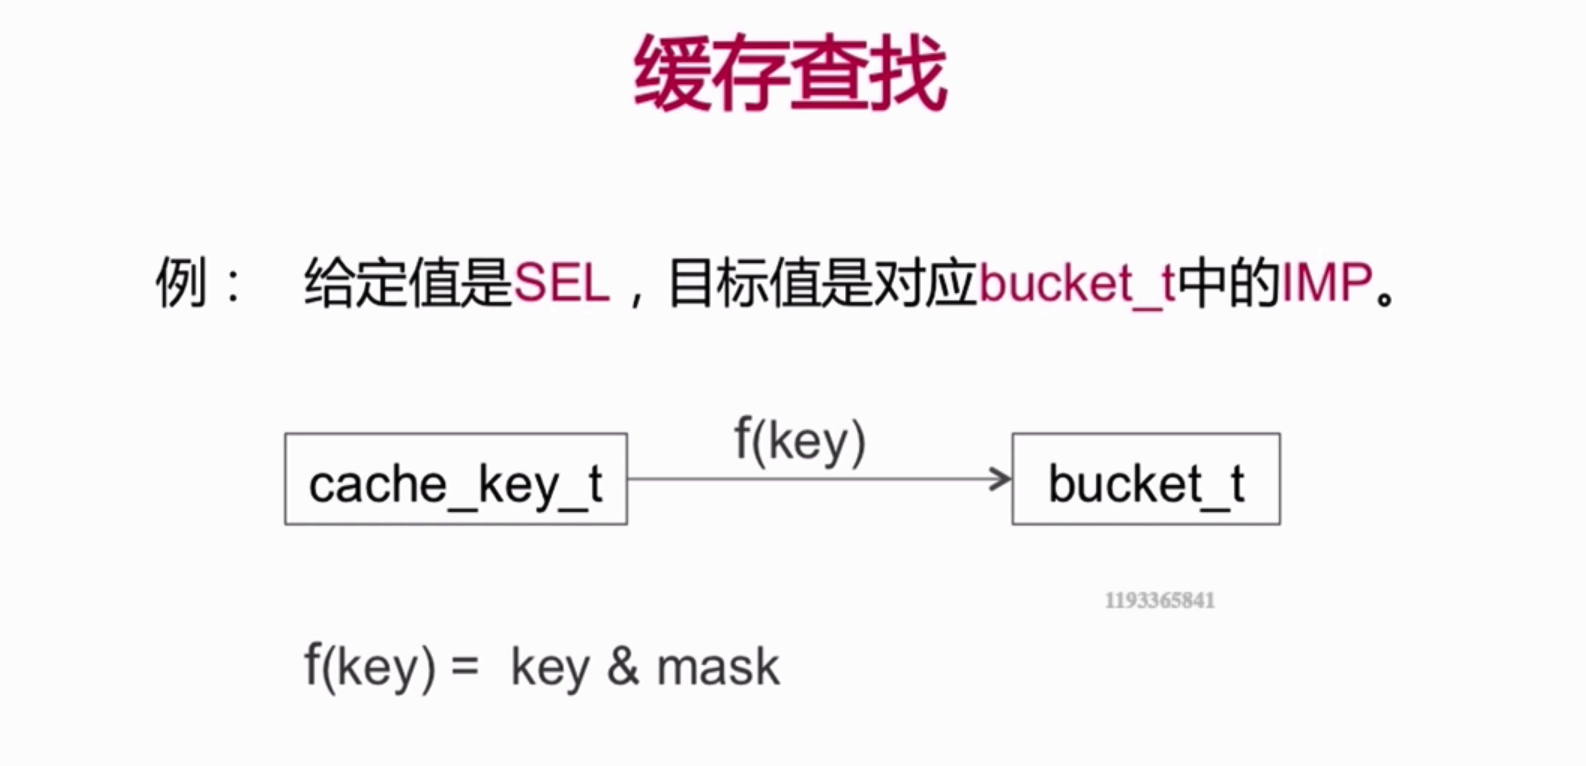 缓存查找
例： 给定值是SEL，目标值是对应bucket_t中的IMP。
f(key)
cache_key_t
bucket_t
1193365841
f(key) = key & mask